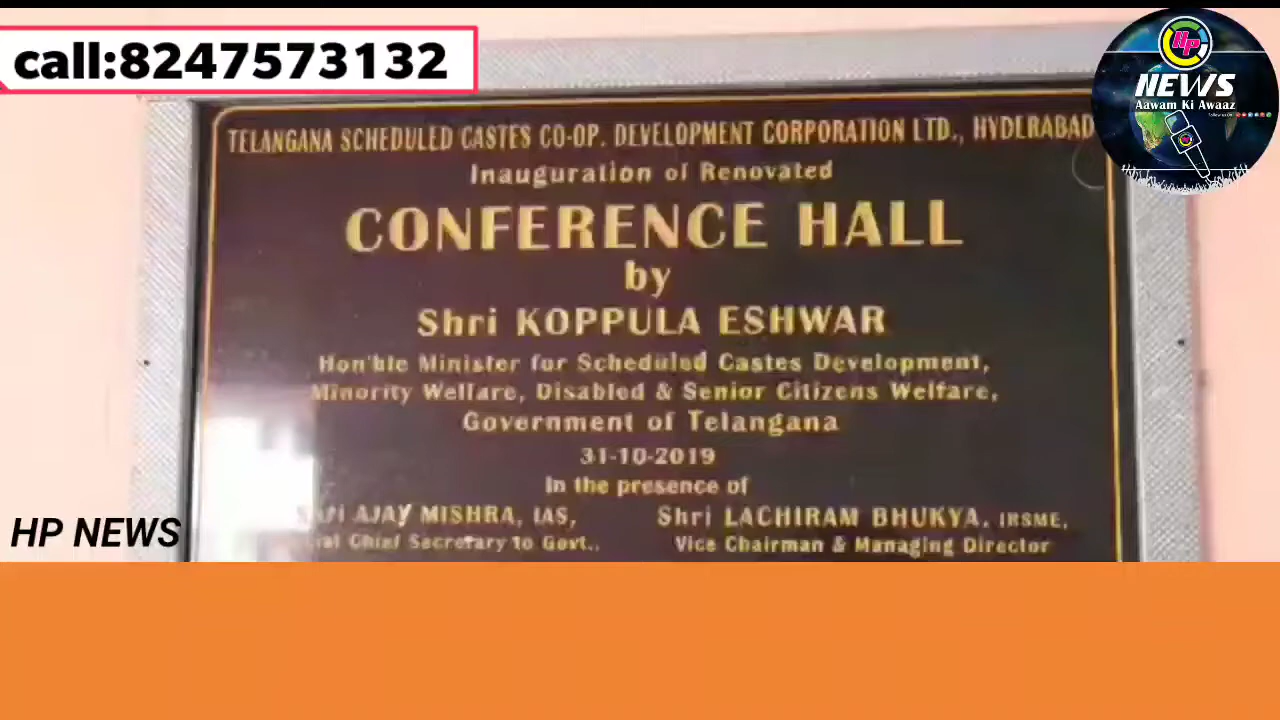 call:8247573132
Hp
NEWS
Aawam Ki Awaaz
TELANGANA SCHEDULED CASTES CO-OP. DEVELOPMENT CORPORATION LTD., HYDERABAD
Inauguration of Renovated
CONFERENCE HALL
by
Shri KOPPULA ESHWAR
Hon'ble Minister for Scheduled Castes Development,
Minority Welfare, Disabled & Senior Citizens Welfare,
Government of Telangana
31-10-2019
In the presence of
AJAY MISHRA, IAS,
Shri LACHIRAM BHUKYA, IRSME,
Chief Secretary to Govt.,
Vice Chairman & Managing Director
HP NEWS